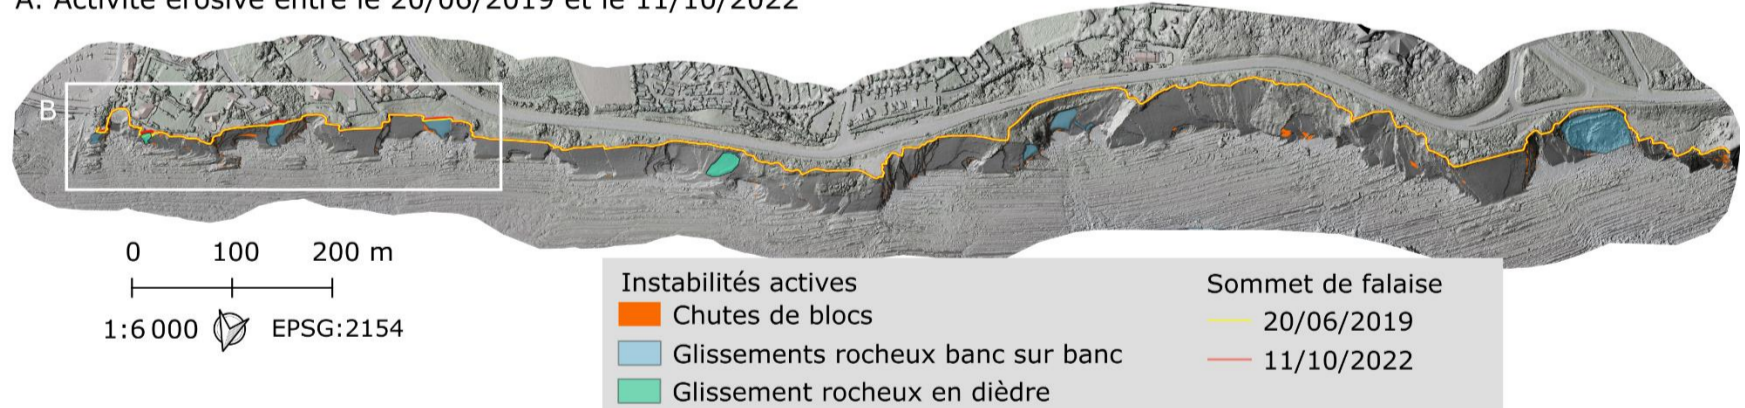 A. Activité érosive entre le 20/06/2019 et le 11/10/2022
B
0 100 200 m
1:6 000 EPSG:2154
Instabilités actives
Chutes de blocs
Glissements rocheux banc sur banc
Glissement rocheux en dièdre
Sommet de falaise
20/06/2019
11/10/2022